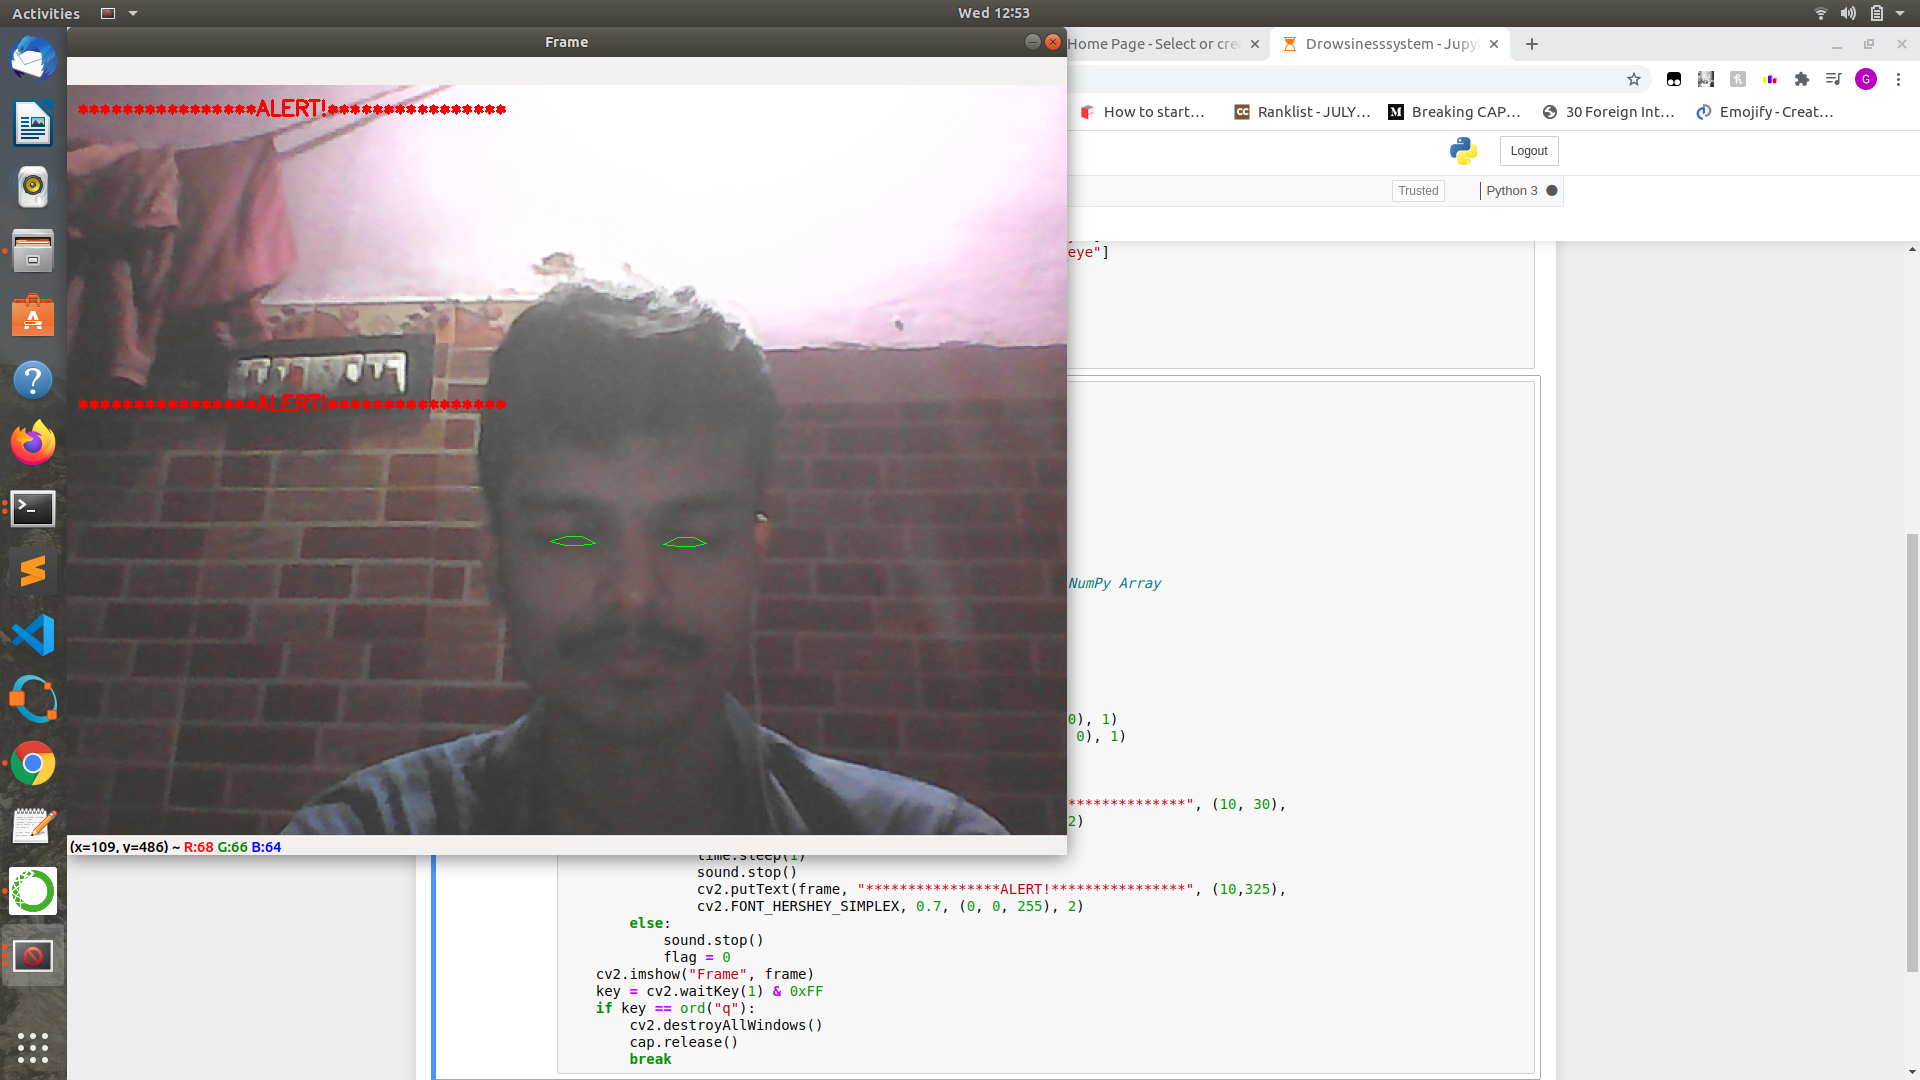 Activities
Wed 12:53
Frame
Home Page - Select or cre
Drowsinesssystem - Jupy
G
****************ALERT!****************
How to start…
CC Ranklist - JULY…
M Breaking CAP…
30 Foreign Int…
Emojify - Creat…
Logout
Trusted
Python 3
eye"]
****************ALERT!****************
NumPy Array
0), 1)
0), 1)
**************", (10, 30),
2)
(x=109, y=486) ~ R:68 G:66 B:64
time.sleep(1)
sound.stop()
cv2.putText(frame, "****************ALERT!****************", (10,325),
cv2.FONT_HERSHEY_SIMPLEX, 0.7, (0, 0, 255), 2)
else:
sound.stop()
flag = 0
cv2.imshow("Frame", frame)
key = cv2.waitKey(1) & 0xFF
if key == ord("q"):
cv2.destroyAllWindows()
cap.release()
break